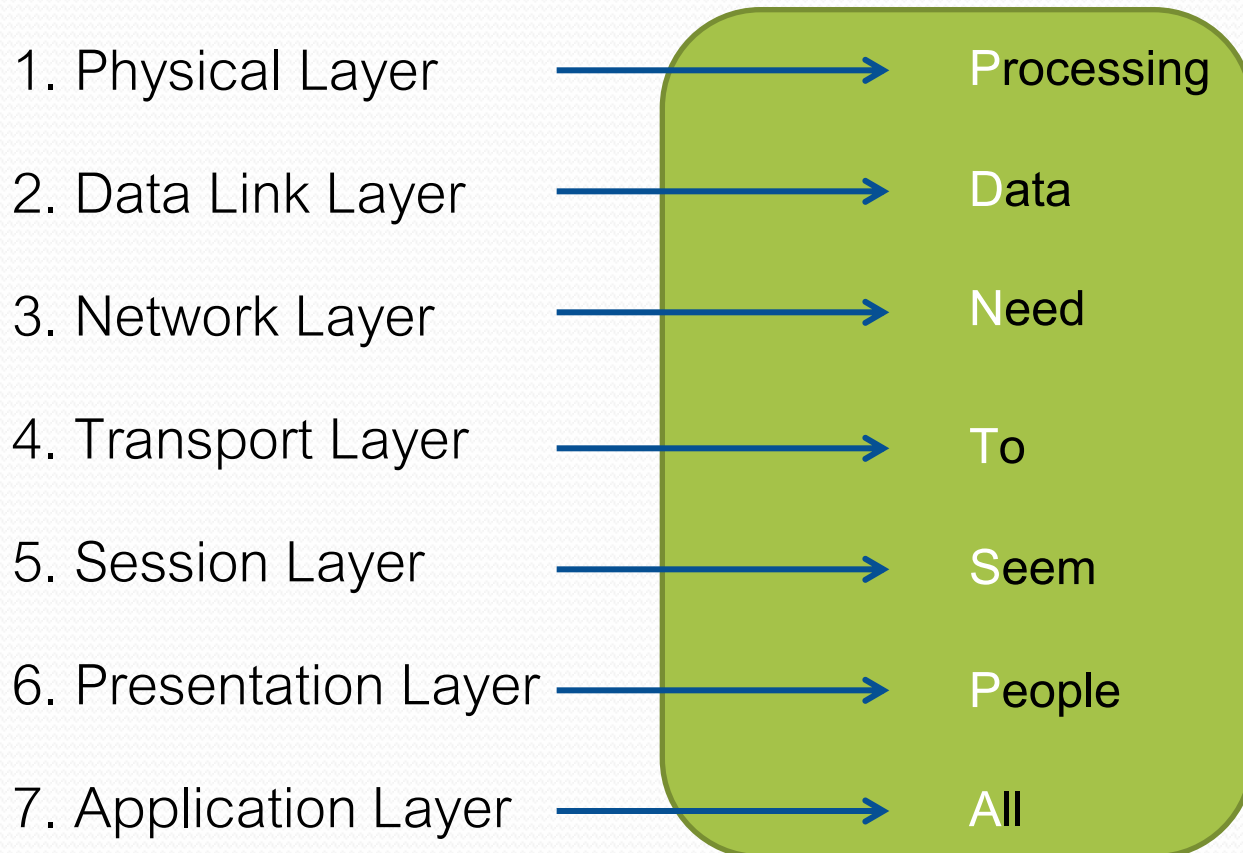 1. Physical Layer Processing
2. Data Link Layer Data
3. Network Layer Need
4. Transport Layer To
5. Session Layer Seem
6. Presentation Layer People
7. Application Layer All